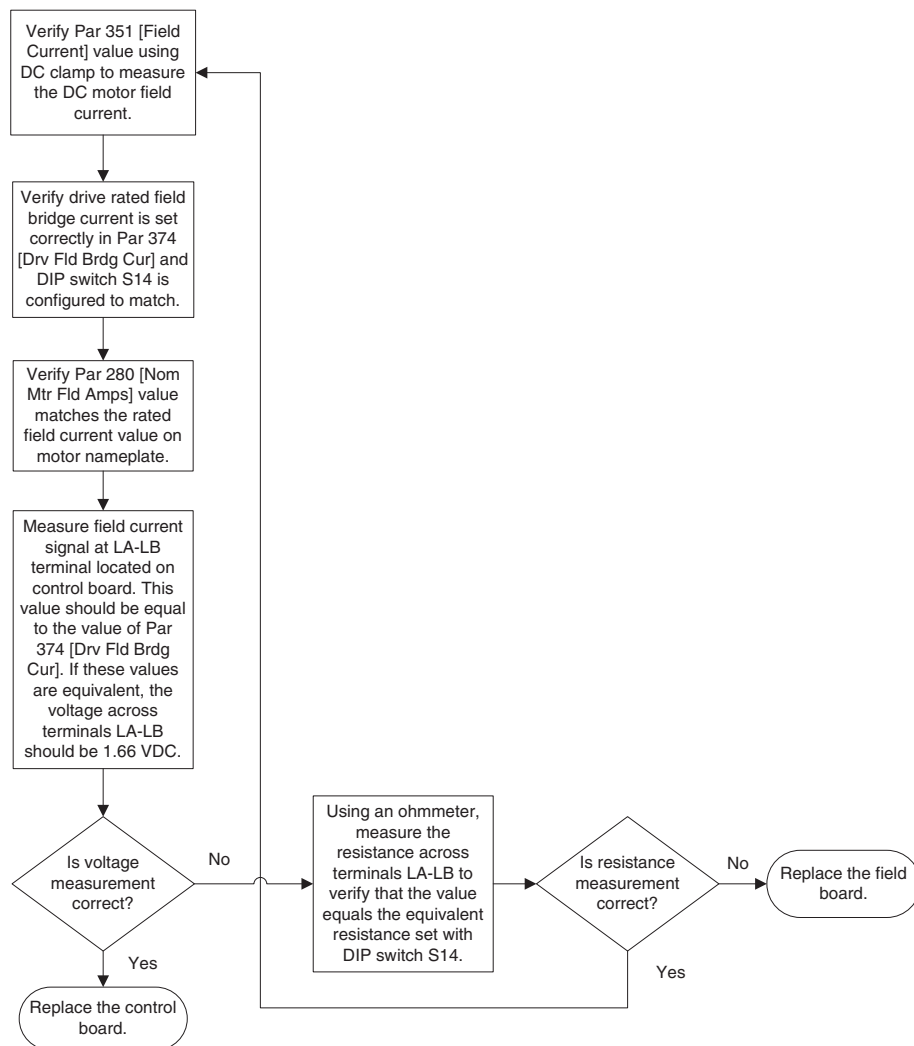 Verify Par 351 [Field
Current] value using
DC clamp to measure
the DC motor field
current.
Verify drive rated field
bridge current is set
correctly in Par 374
[Drv Fld Brdg Cur] and
DIP switch S14 is
configured to match.
Verify Par 280 [Nom
Mtr Fld Amps] value
matches the rated
field current value on
motor nameplate.
Measure field current
signal at LA-LB
terminal located on
control board. This
value should be equal
to the value of Par
374 [Drv Fld Brdg
Cur]. If these values
are equivalent, the
voltage across
terminals LA-LB
should be 1.66 VDC.
Is voltage
measurement
correct?
No
Yes
Replace the control
board.
Using an ohmmeter,
measure the
resistance across
terminals LA-LB to
verify that the value
equals the equivalent
resistance set with
DIP switch S14.
Is resistance
measurement
correct?
No
Yes
Replace the field
board.